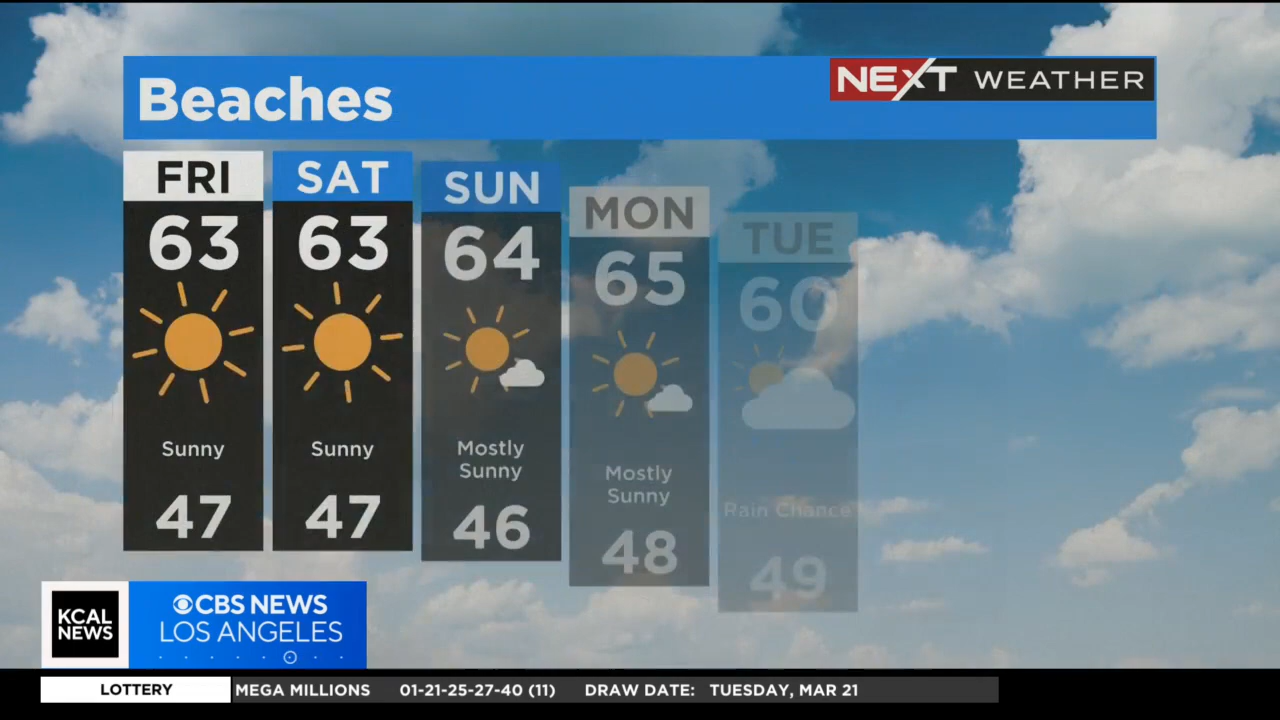 Beaches
NEXT WEATHER
FRI
63
Sunny
47
SAT
63
Sunny
47
SUN
64
Mostly
Sunny
46
MON
65
Mostly
Sunny
48
TUE
60
Rain Chance
49
KCAL
NEWS
CBS NEWS
LOS ANGELES
LOTTERY MEGA MILLIONS 01-21-25-27-40 (11) DRAW DATE: TUESDAY, MAR 21